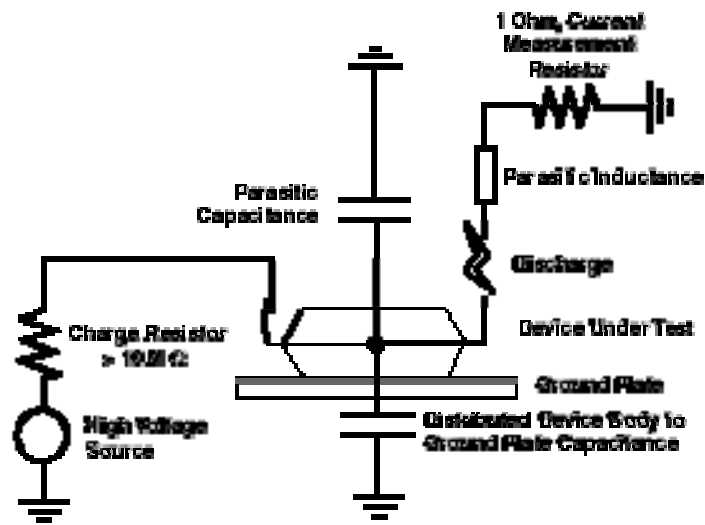 1 Ohm, Current
Measurement
Resistor
Parasitic Inductance
Parasitic
Capacitance
Discharge
Charge Resistor
> 10MΩ
Device Under Test
Ground Plate
High Voltage
Source
Distributed Device Body to
Ground Plate Capacitance